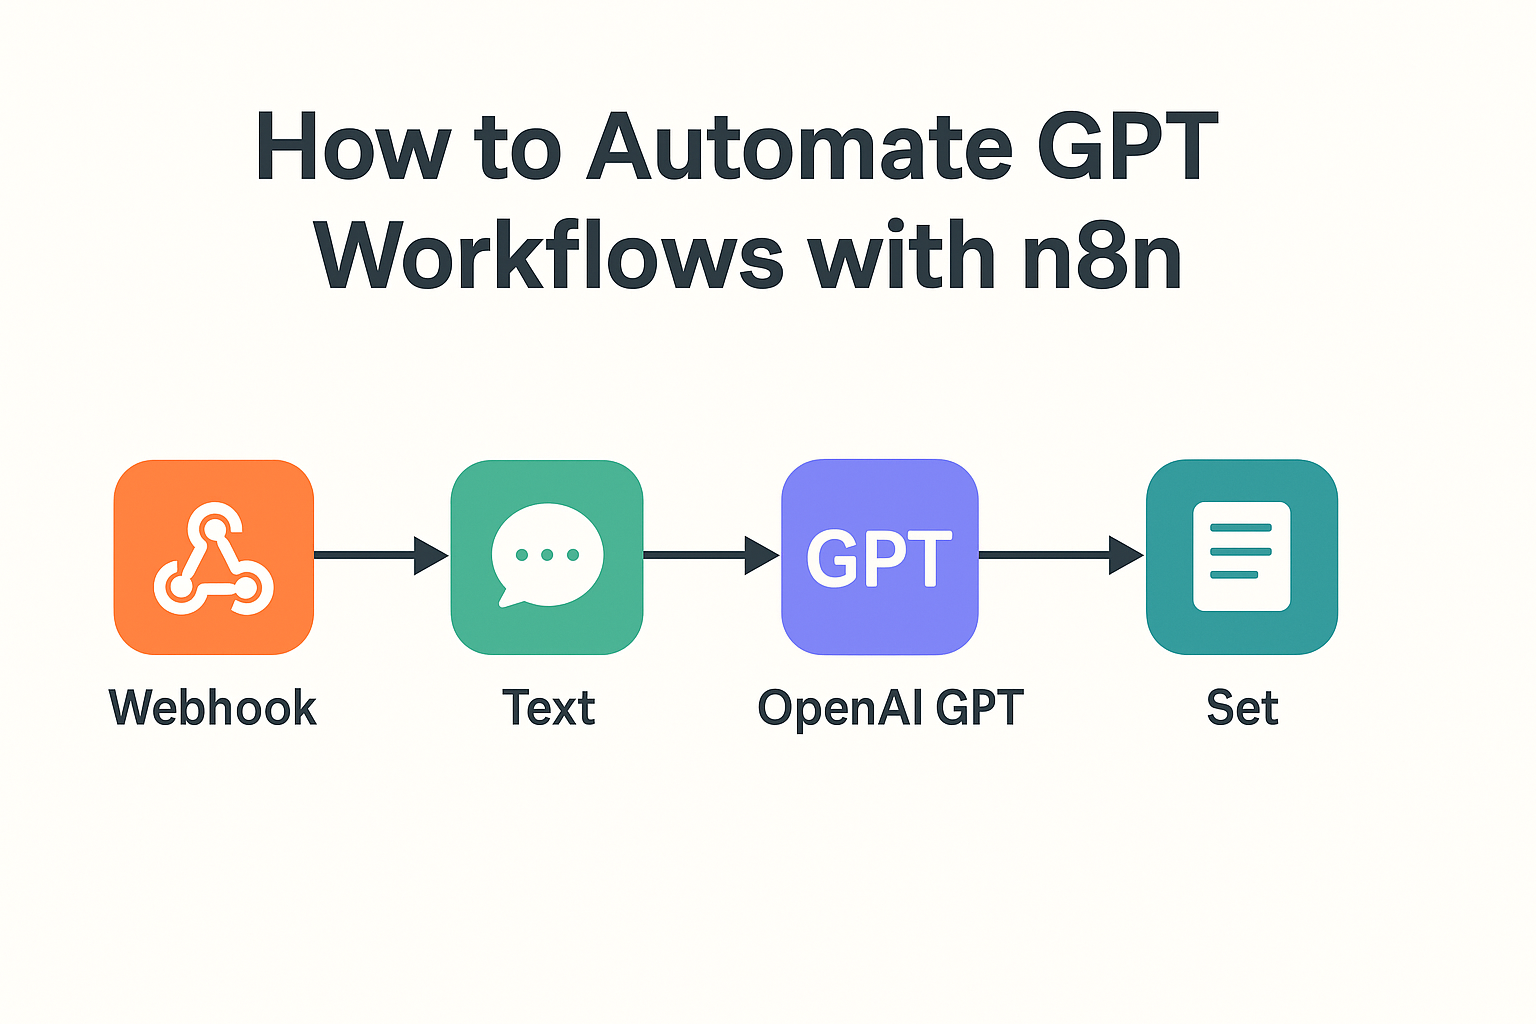 How to Automate GPT
Workflows with n8n
GPT
Webhook
Text
OpenAI GPT
Set